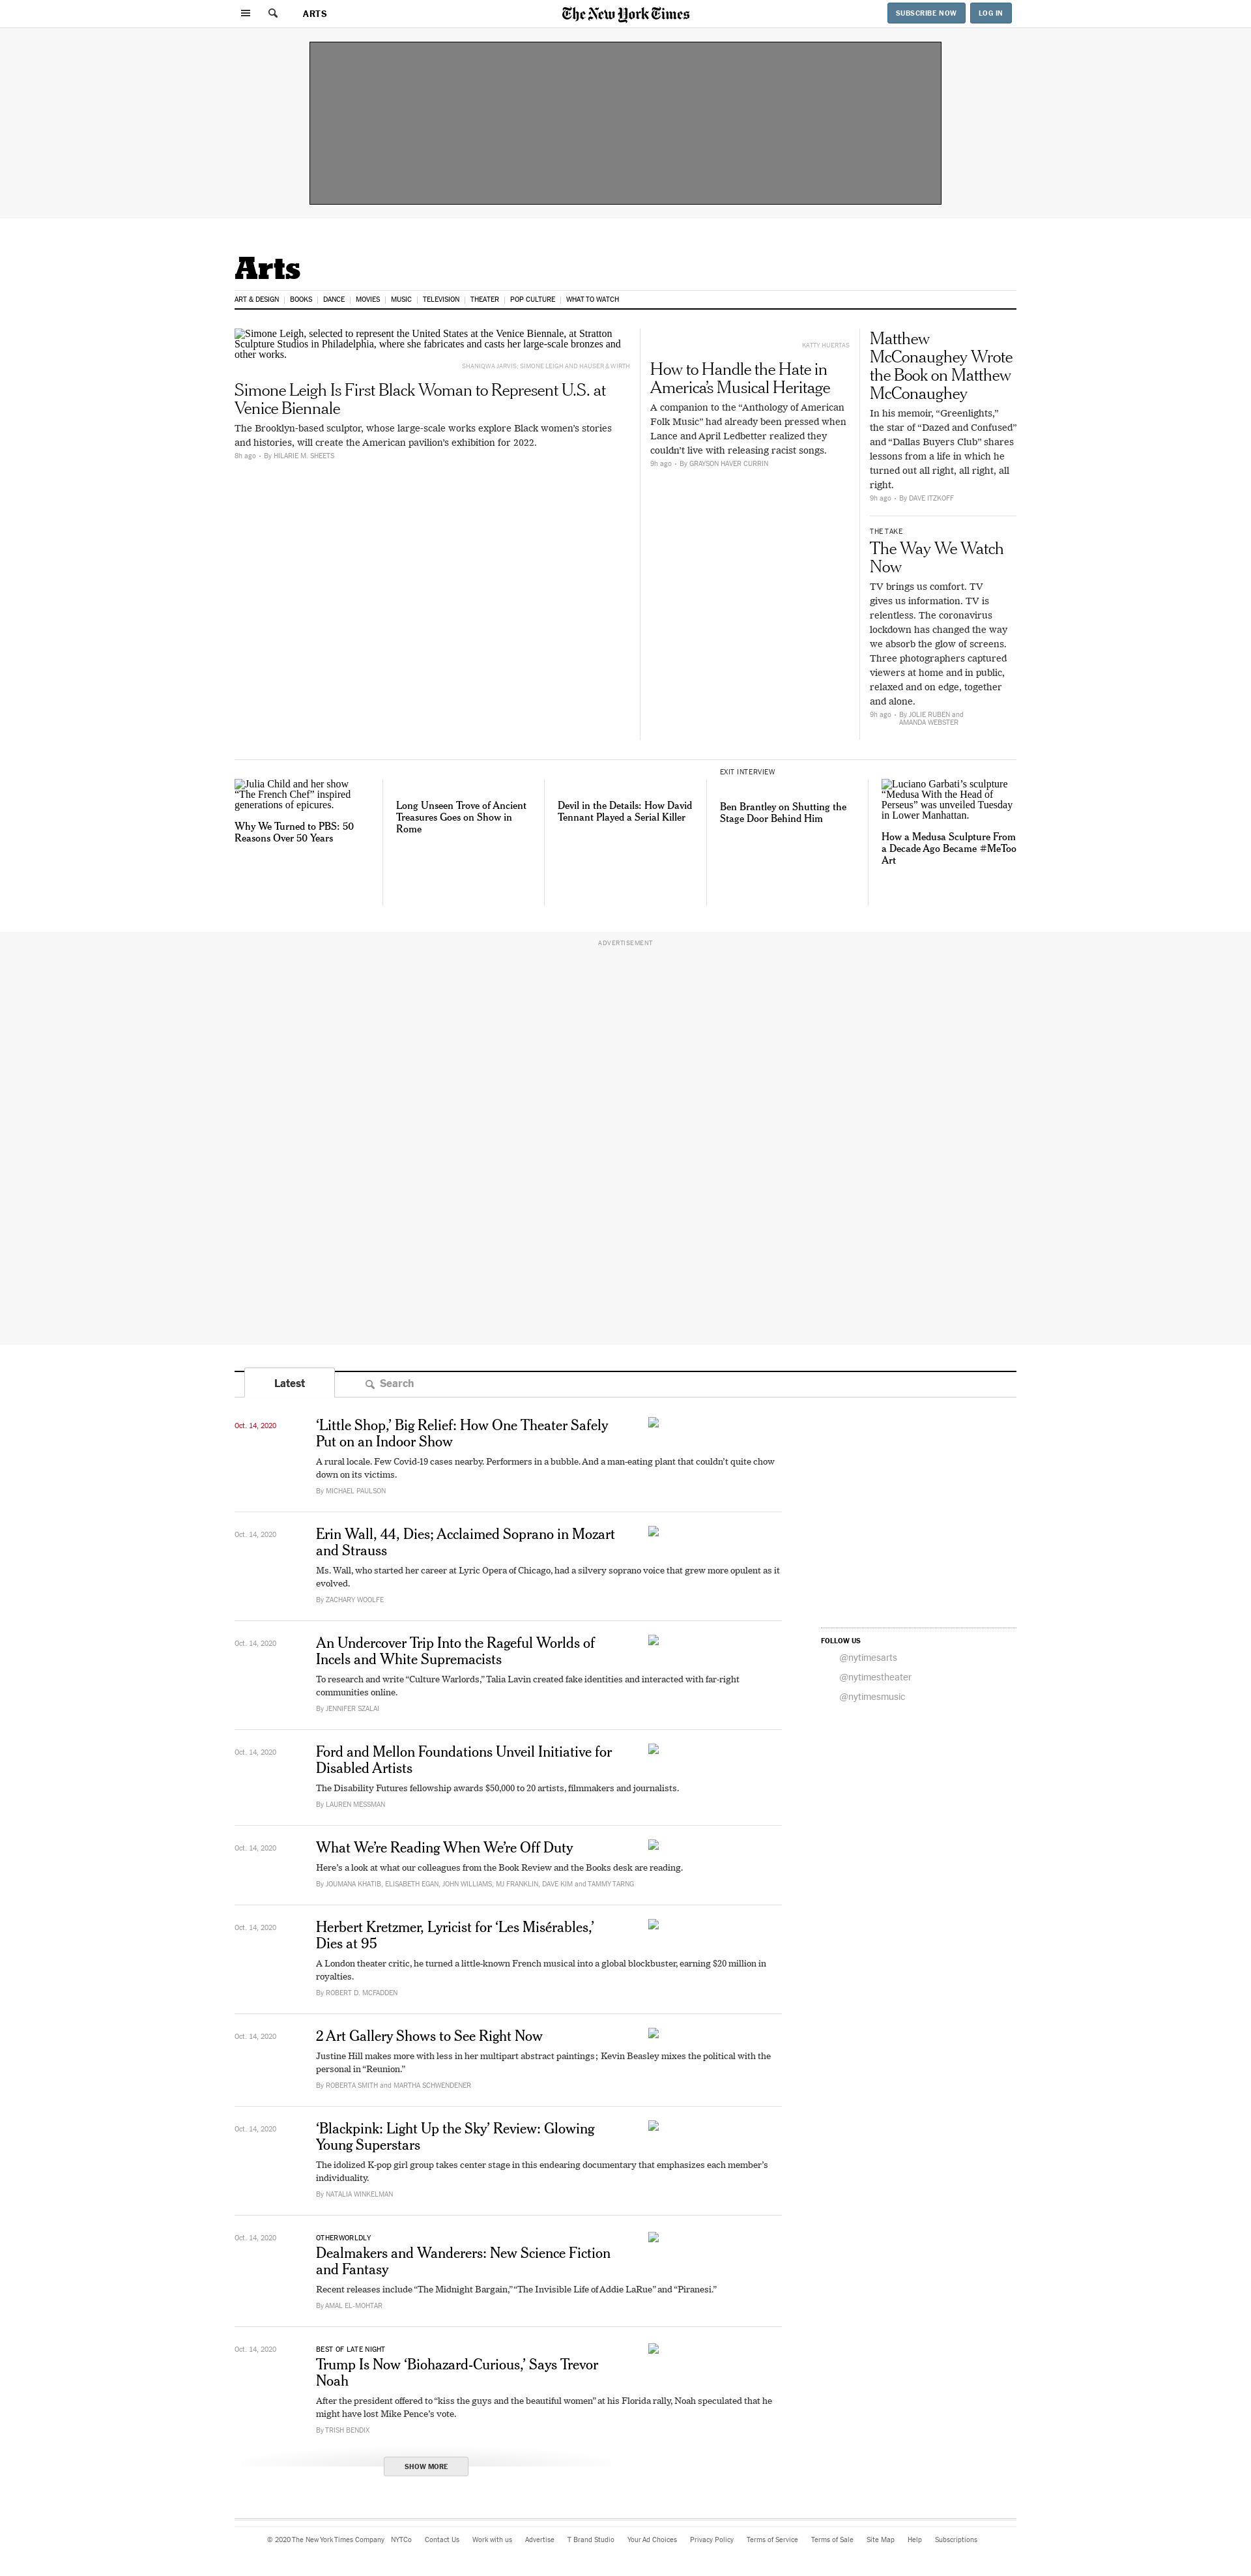 ARTS
The New York Times
SUBSCRIBE NOW
LOG IN
Arts
ART & DESIGN
BOOKS
DANCE
MOVIES
MUSIC
TELEVISION
THEATER
POP CULTURE
WHAT TO WATCH
Simone Leigh, selected to represent the United States at the Venice Biennale, at Stratton
Sculpture Studios in Philadelphia, where she fabricates and casts her large-scale bronzes and
other works.
SHANIQWA JARVIS; SIMONE LEIGH AND HAUSER & WIRTH
Simone Leigh Is First Black Woman to Represent U.S. at
Venice Biennale
The Brooklyn-based sculptor, whose large-scale works explore Black women's stories
and histories, will create the American pavilion's exhibition for 2022.
8h ago • By HILARIE M. SHEETS
KATTY HUERTAS
How to Handle the Hate in
America's Musical Heritage
A companion to the “Anthology of American
Folk Music” had already been pressed when
Lance and April Ledbetter realized they
couldn't live with releasing racist songs.
9h ago • By GRAYSON HAVER CURRIN
Matthew
McConaughey Wrote
the Book on Matthew
McConaughey
In his memoir, “Greenlights,”
the star of “Dazed and Confused”
and “Dallas Buyers Club” shares
lessons from a life in which he
turned out all right, all right, all
right.
9h ago • By DAVE ITZKOFF
THE TAKE
The Way We Watch
Now
TV brings us comfort. TV
gives us information. TV is
relentless. The coronavirus
lockdown has changed the way
we absorb the glow of screens.
Three photographers captured
viewers at home and in public,
relaxed and on edge, together
and alone.
9h ago • By JOLIE RUBEN and
AMANDA WEBSTER
Julia Child and her show
“The French Chef” inspired
generations of epicures.
Why We Turned to PBS: 50
Reasons Over 50 Years
Long Unseen Trove of Ancient
Treasures Goes on Show in
Rome
Devil in the Details: How David
Tennant Played a Serial Killer
EXIT INTERVIEW
Ben Brantley on Shutting the
Stage Door Behind Him
Luciano Garbati's sculpture
“Medusa With the Head of
Perseus” was unveiled Tuesday
in Lower Manhattan.
How a Medusa Sculpture From
a Decade Ago Became #MeToo
Art
ADVERTISEMENT
Latest
Search
Oct. 14, 2020
‘Little Shop,’ Big Relief: How One Theater Safely
Put on an Indoor Show
A rural locale. Few Covid-19 cases nearby. Performers in a bubble. And a man-eating plant that couldn't quite chow
down on its victims.
By MICHAEL PAULSON
Oct. 14, 2020
Erin Wall, 44, Dies; Acclaimed Soprano in Mozart
and Strauss
Ms. Wall, who started her career at Lyric Opera of Chicago, had a silvery soprano voice that grew more opulent as it
evolved.
By ZACHARY WOOLFE
Oct. 14, 2020
An Undercover Trip Into the Rageful Worlds of
Incels and White Supremacists
To research and write “Culture Warlords,” Talia Lavin created fake identities and interacted with far-right
communities online.
By JENNIFER SZALAI
FOLLOW US
@nytimesarts
@nytimestheater
@nytimesmusic
Oct. 14, 2020
Ford and Mellon Foundations Unveil Initiative for
Disabled Artists
The Disability Futures fellowship awards $50,000 to 20 artists, filmmakers and journalists.
By LAUREN MESSMAN
Oct. 14, 2020
What We're Reading When We're Off Duty
Here's a look at what our colleagues from the Book Review and the Books desk are reading.
By JOUMANA KHATIB, ELISABETH EGAN, JOHN WILLIAMS, MJ FRANKLIN, DAVE KIM and TAMMY TARNG
Oct. 14, 2020
Herbert Kretzmer, Lyricist for ‘Les Misérables,’
Dies at 95
A London theater critic, he turned a little-known French musical into a global blockbuster, earning $20 million in
royalties.
By ROBERT D. MCFADDEN
Oct. 14, 2020
2 Art Gallery Shows to See Right Now
Justine Hill makes more with less in her multipart abstract paintings; Kevin Beasley mixes the political with the
personal in “Reunion.”
By ROBERTA SMITH and MARTHA SCHWENDENER
Oct. 14, 2020
‘Blackpink: Light Up the Sky’ Review: Glowing
Young Superstars
The idolized K-pop girl group takes center stage in this endearing documentary that emphasizes each member's
individuality.
By NATALIA WINKELMAN
Oct. 14, 2020
OTHERWORLDLY
Dealmakers and Wanderers: New Science Fiction
and Fantasy
Recent releases include “The Midnight Bargain,” “The Invisible Life of Addie LaRue” and “Piranesi.”
By AMAL EL-MOHTAR
Oct. 14, 2020
BEST OF LATE NIGHT
Trump Is Now ‘Biohazard-Curious,’ Says Trevor
Noah
After the president offered to “kiss the guys and the beautiful women” at his Florida rally, Noah speculated that he
might have lost Mike Pence's vote.
By TRISH BENDIX
SHOW MORE
© 2020 The New York Times Company
NYTCo
Contact Us
Work with us
Advertise
T Brand Studio
Your Ad Choices
Privacy Policy
Terms of Service
Terms of Sale
Site Map
Help
Subscriptions